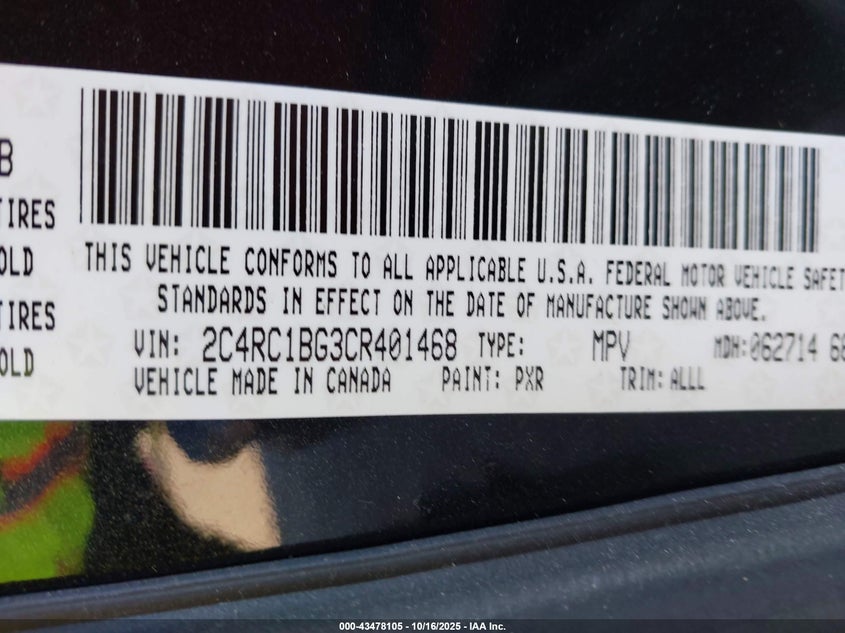 B
TIRES
OLD
TIRES
OLD
THIS VEHICLE CONFORMS TO ALL APPLICABLE U.S.A. FEDERAL MOTOR VEHICLE SAFET
STANDARDS IN EFFECT ON THE DATE OF MANUFACTURE SHOWN ABOVE.
VIN: 2C4RC1BG3CR401468 TYPE: MPV MDH:062714 68
VEHICLE MADE IN CANADA PAINT: PXR TRIM: ALLL
000-43478105 - 10/16/2025 - IAA Inc.